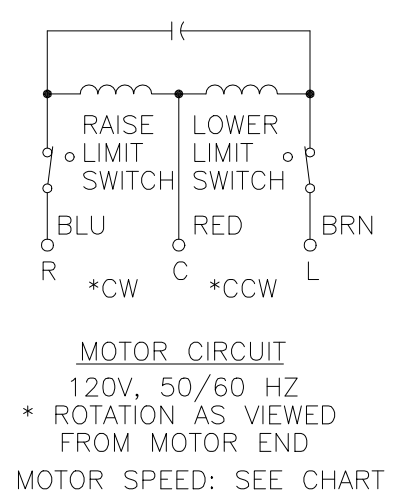 RAISE LOWER
LIMIT LIMIT
SWITCH SWITCH
BLU RED BRN
R C L
*CW *CCW
MOTOR CIRCUIT
120V, 50/60 HZ
* ROTATION AS VIEWED
FROM MOTOR END
MOTOR SPEED: SEE CHART